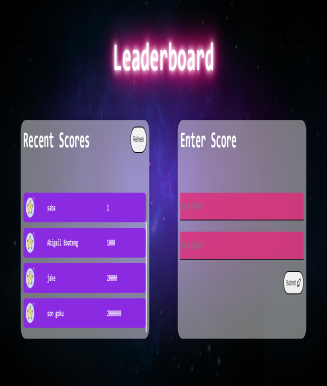 Leaderboard
Recent Scores
Refresh
saba 1
Abigail Boateng 1000
jake 20000
son goku 2000000
Enter Score
Submit